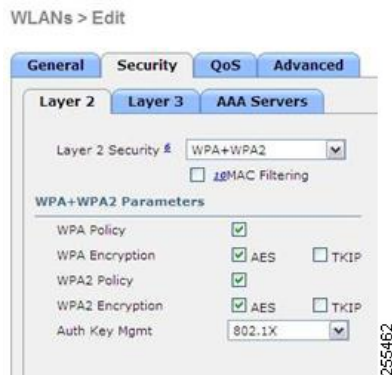 WLANs > Edit
General Security QoS Advanced
Layer 2 Layer 3 AAA Servers
Layer 2 Security 6 WPA+WPA2
10MAC Filtering
WPA+WPA2 Parameters
WPA Policy
WPA Encryption AES TKIP
WPA2 Policy
WPA2 Encryption AES TKIP
Auth Key Mgmt 802.1X
255462